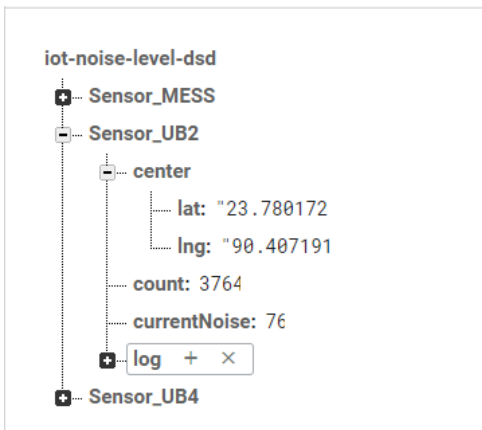 iot-noise-level-dsd
Sensor_MESS
Sensor_UB2
center
lat: "23.780172
lng: "90.407191
count: 3764
currentNoise: 76
log + ×
Sensor_UB4